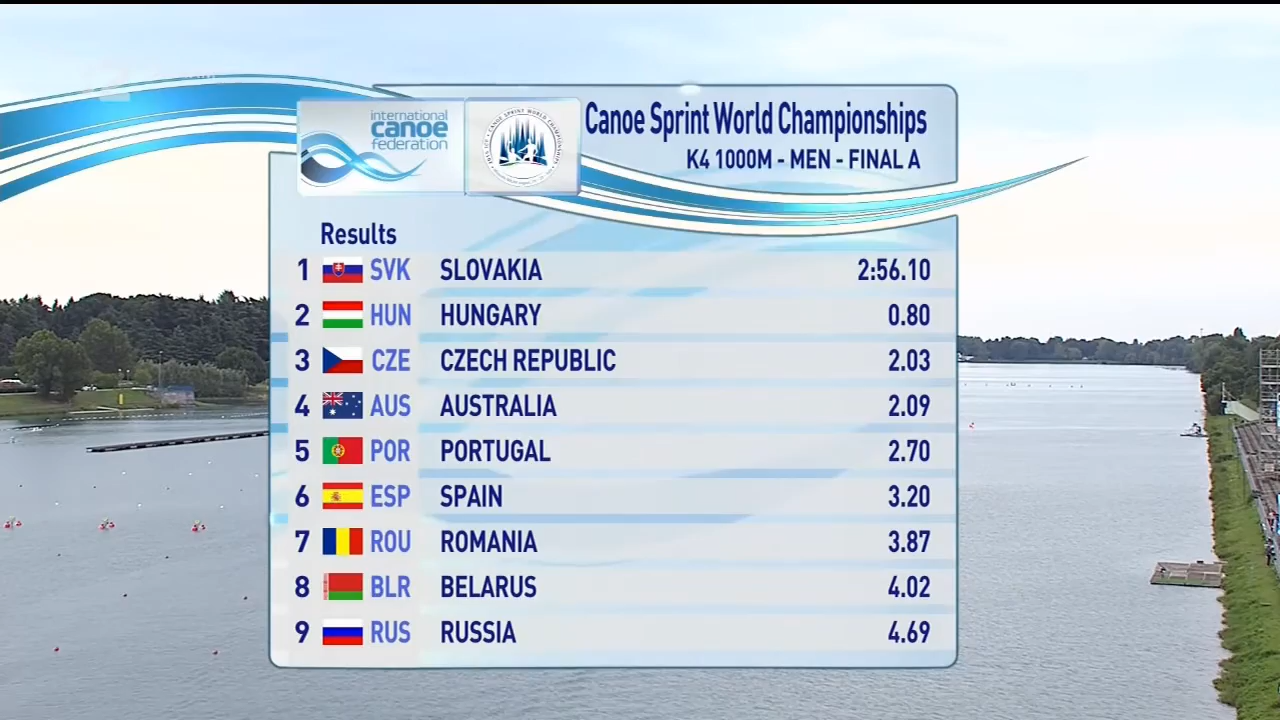 international
canoe
federation
Canoe Sprint World Championships
K4 1000M - MEN - FINAL A
Results
1 SVK SLOVAKIA 2:56.10
2 HUN HUNGARY 0.80
3 CZE CZECH REPUBLIC 2.03
4 AUS AUSTRALIA 2.09
5 POR PORTUGAL 2.70
6 ESP SPAIN 3.20
7 ROU ROMANIA 3.87
8 BLR BELARUS 4.02
9 RUS RUSSIA 4.69